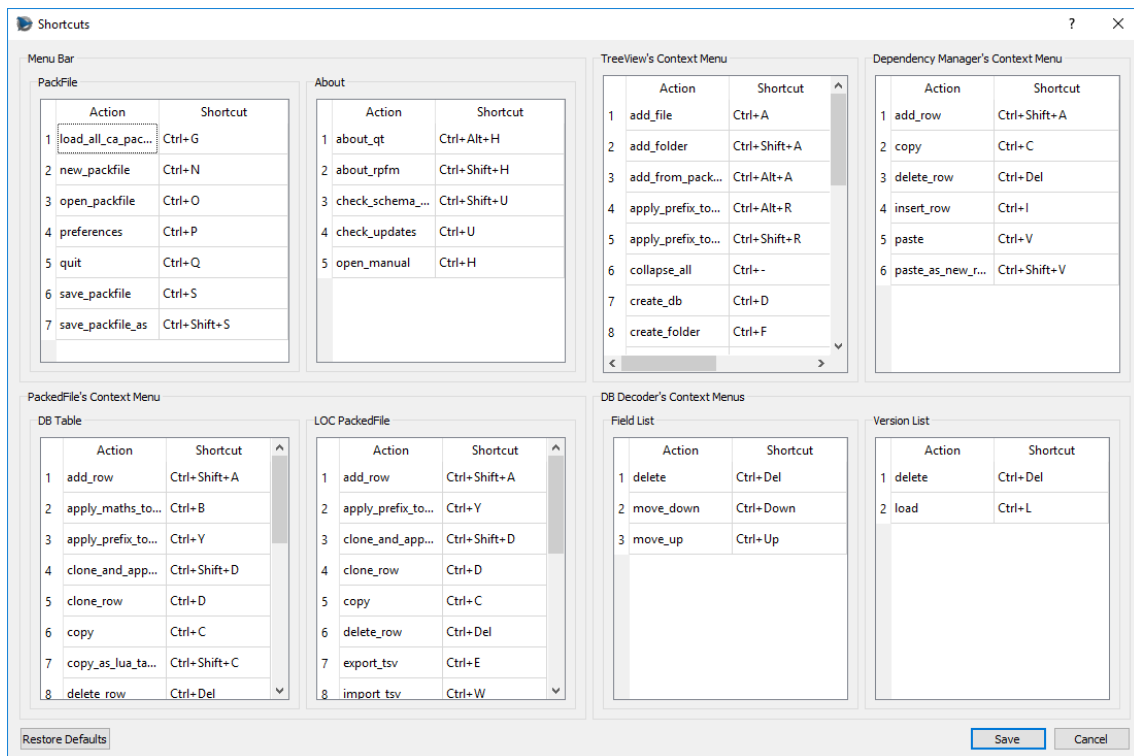 Shortcuts ?
Menu Bar
PackFile
Action Shortcut
1 load_all_ca_pac... Ctrl+G
2 new_packfile Ctrl+N
3 open_packfile Ctrl+O
4 preferences Ctrl+P
5 quit Ctrl+Q
6 save_packfile Ctrl+S
7 save_packfile_as Ctrl+Shift+S
About
Action Shortcut
1 about_qt Ctrl+Alt+H
2 about_rpfm Ctrl+Shift+H
3 check_schema_... Ctrl+Shift+U
4 check_updates Ctrl+U
5 open_manual Ctrl+H
TreeView's Context Menu
Action Shortcut
1 add_file Ctrl+A
2 add_folder Ctrl+Shift+A
3 add_from_pack... Ctrl+Alt+A
4 apply_prefix_to... Ctrl+Alt+R
5 apply_prefix_to... Ctrl+Shift+R
6 collapse_all Ctrl+-
7 create_db Ctrl+D
8 create_folder Ctrl+F
Dependency Manager's Context Menu
Action Shortcut
1 add_row Ctrl+Shift+A
2 copy Ctrl+C
3 delete_row Ctrl+Del
4 insert_row Ctrl+I
5 paste Ctrl+V
6 paste_as_new_r... Ctrl+Shift+V
PackedFile's Context Menu
DB Table
Action Shortcut
1 add_row Ctrl+Shift+A
2 apply_maths_to... Ctrl+B
3 apply_prefix_to... Ctrl+Y
4 clone_and_app... Ctrl+Shift+D
5 clone_row Ctrl+D
6 copy Ctrl+C
7 copy_as_lua_ta... Ctrl+Shift+C
8 delete_row Ctrl+Del
LOC PackedFile
Action Shortcut
1 add_row Ctrl+Shift+A
2 apply_prefix_to... Ctrl+Y
3 clone_and_app... Ctrl+Shift+D
4 clone_row Ctrl+D
5 copy Ctrl+C
6 delete_row Ctrl+Del
7 export_tsv Ctrl+E
8 import_tsv Ctrl+W
DB Decoder's Context Menus
Field List
Action Shortcut
1 delete Ctrl+Del
2 move_down Ctrl+Down
3 move_up Ctrl+Up
Version List
Action Shortcut
1 delete Ctrl+Del
2 load Ctrl+L
Restore Defaults
Save
Cancel